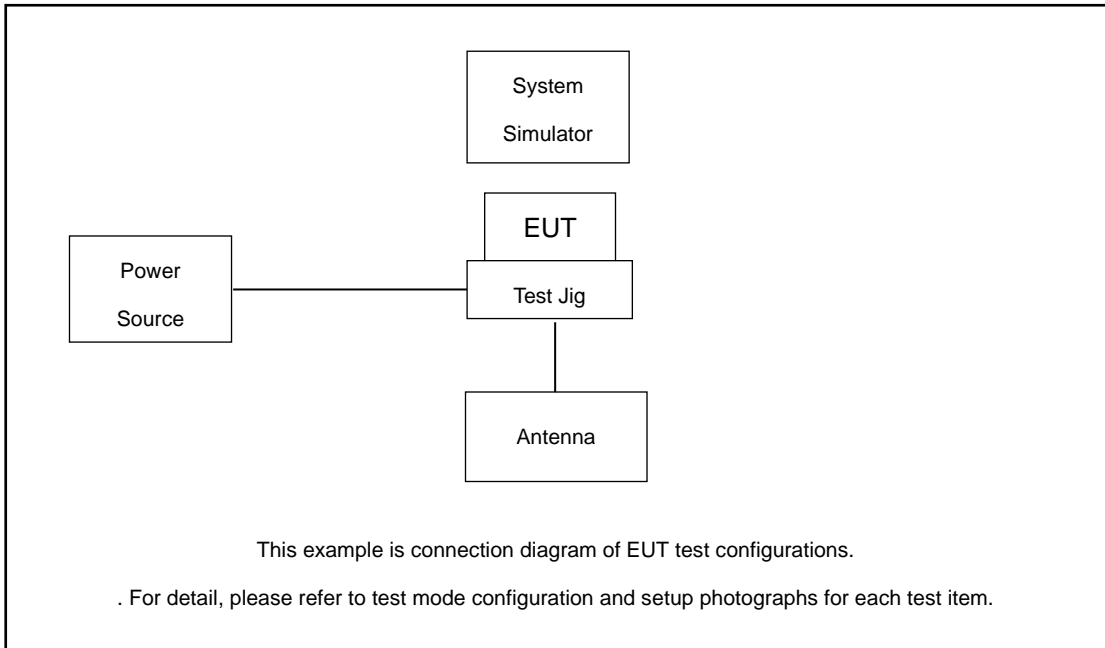 System
Simulator
EUT
Power
Source
Test Jig
Antenna
This example is connection diagram of EUT test configurations.
. For detail, please refer to test mode configuration and setup photographs for each test item.